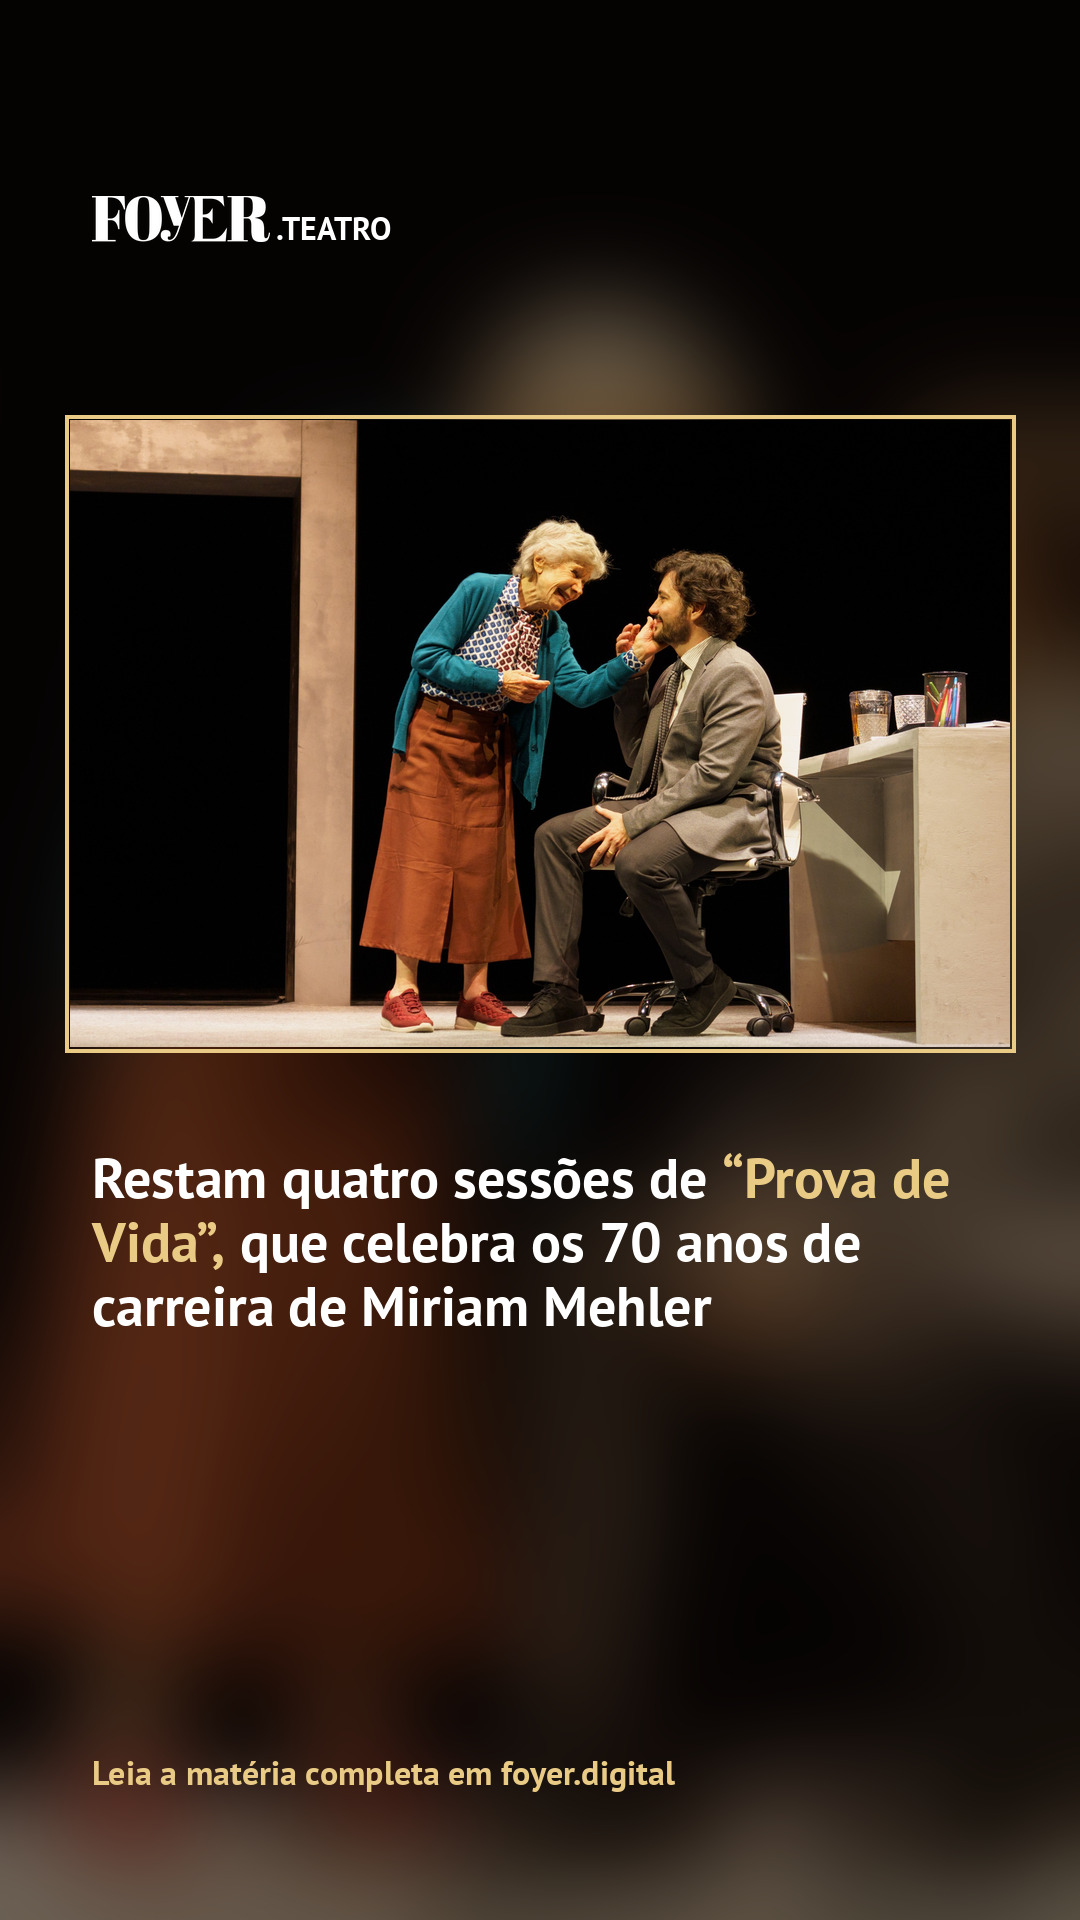 FOYER .TEATRO
Restam quatro sessões de “Prova de
Vida”, que celebra os 70 anos de
carreira de Miriam Mehler
Leia a matéria completa em foyer.digital